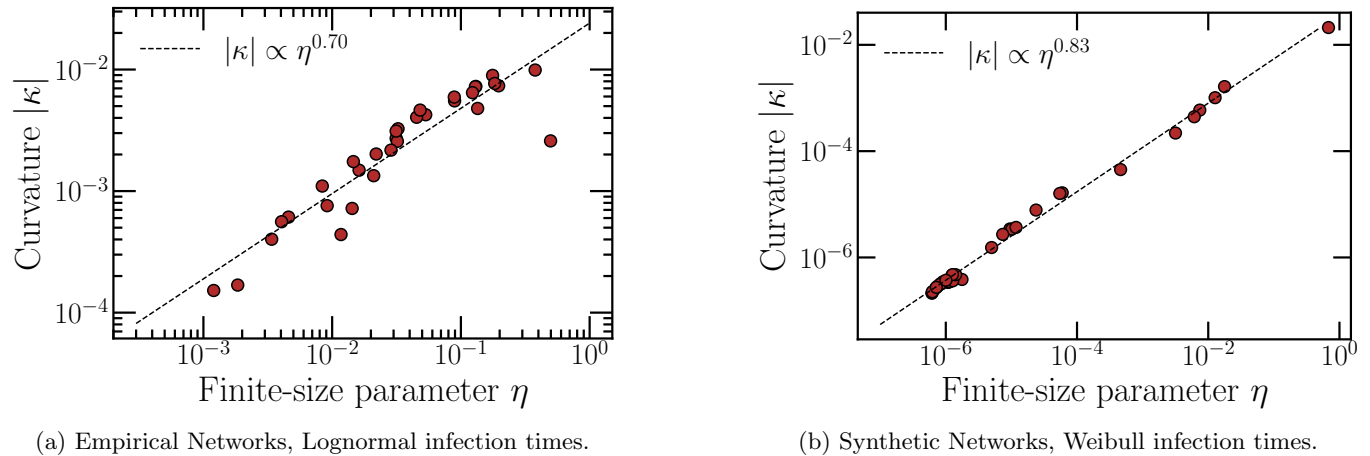 |κ| ∝ η^0.70
10^-2
10^-3
10^-4
Curvature |κ|
10^-3 10^-2 10^-1 10^0
Finite-size parameter η
(a) Empirical Networks, Lognormal infection times.
|κ| ∝ η^0.83
10^-2
10^-4
10^-6
Curvature |κ|
10^-6 10^-4 10^-2 10^0
Finite-size parameter η
(b) Synthetic Networks, Weibull infection times.